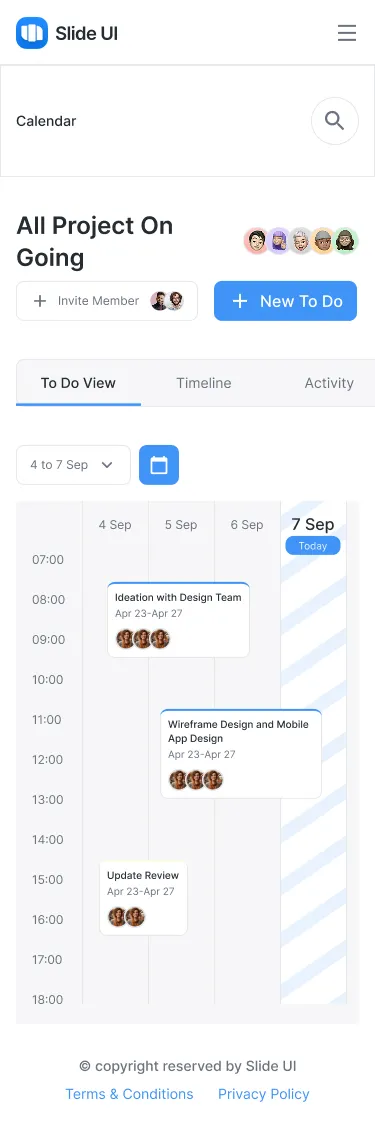 Slide UI
Calendar
All Project On
Going
Invite Member
New To Do
To Do View
Timeline
Activity
4 to 7 Sep
4 Sep
5 Sep
6 Sep
7 Sep
Today
07:00
08:00
Ideation with Design Team
Apr 23-Apr 27
09:00
10:00
11:00
Wireframe Design and Mobile
App Design
Apr 23-Apr 27
12:00
13:00
14:00
15:00
Update Review
Apr 23-Apr 27
16:00
17:00
18:00
© copyright reserved by Slide UI
Terms & Conditions
Privacy Policy